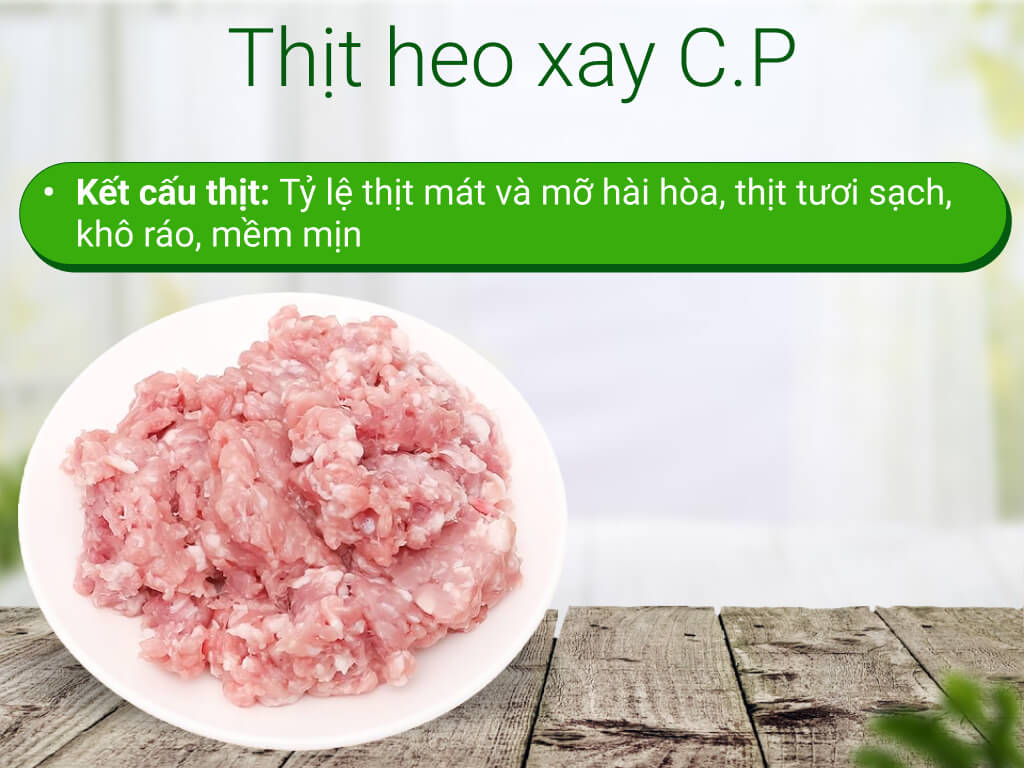 Thịt heo xay C.P
• Kết cấu thịt: Tỷ lệ thịt mát và mỡ hài hòa, thịt tươi sạch,
khô ráo, mềm mịn